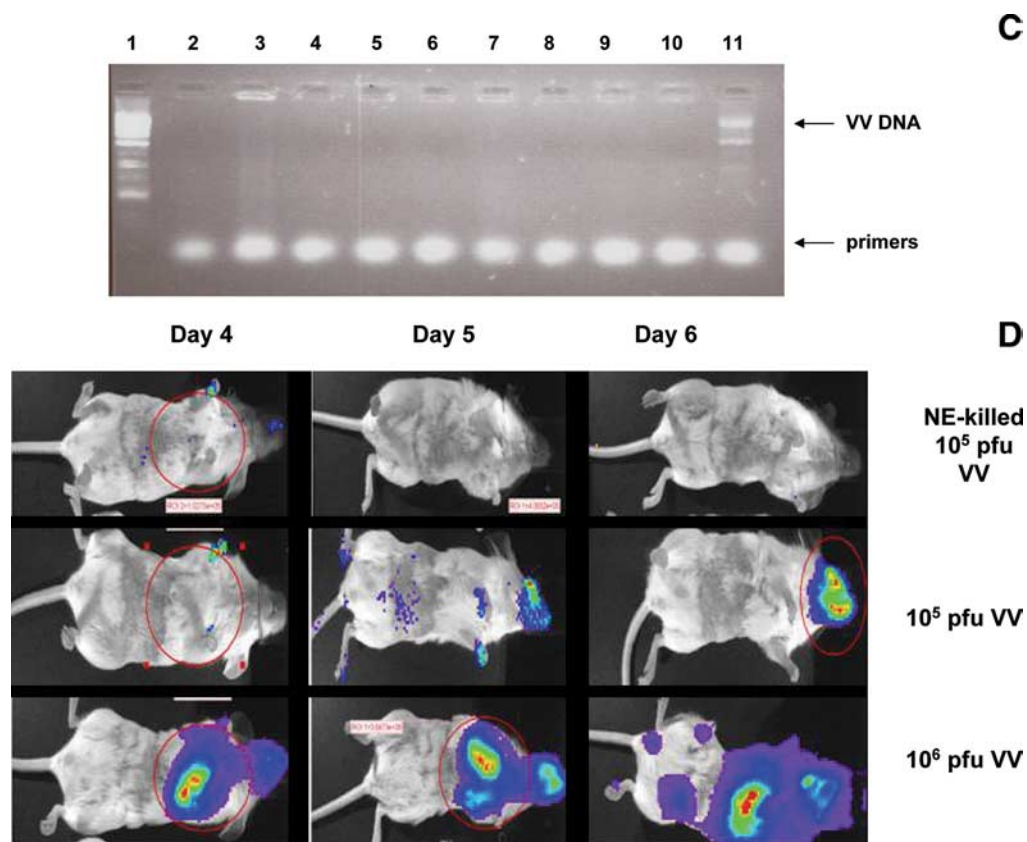 C
1 2 3 4 5 6 7 8 9 10 11
VV DNA
primers
Day 4 Day 5 Day 6
D
NE-killed
10⁵ pfu
VV
10⁵ pfu VV
10⁶ pfu VV